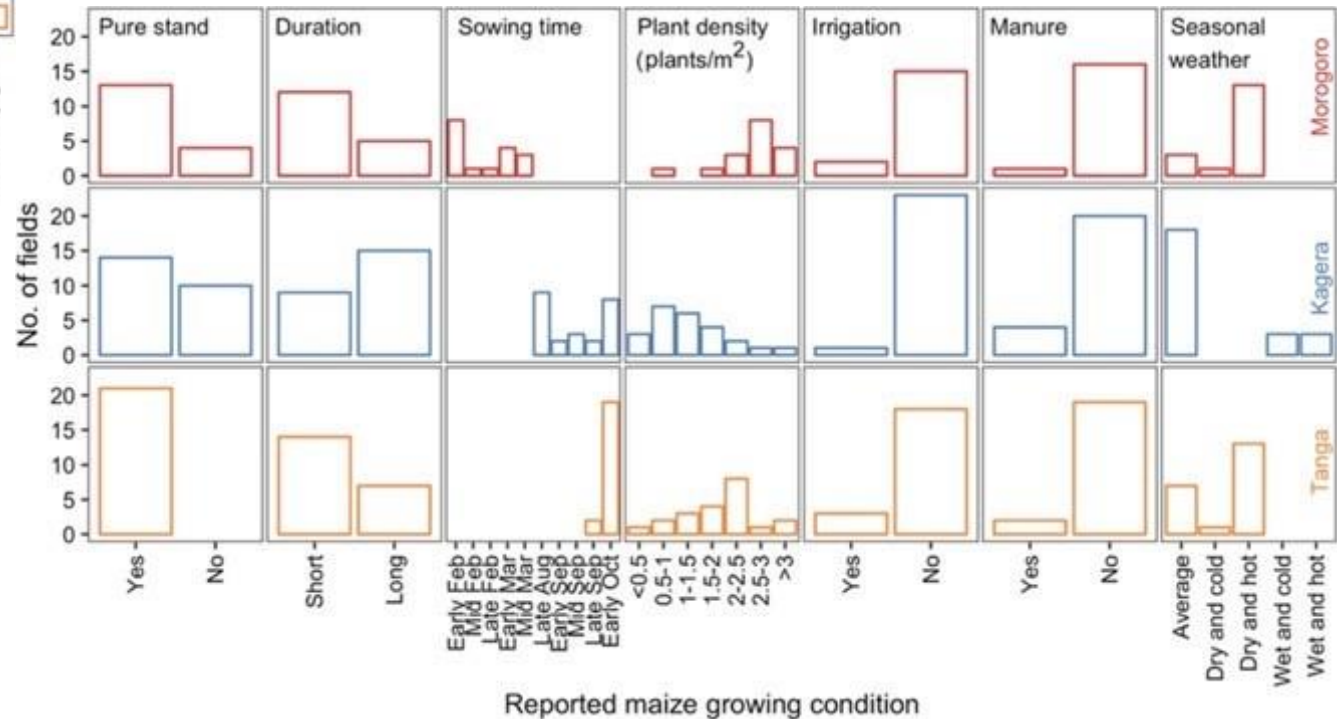 Pure stand
Duration
Sowing time
Plant density
(plants/m²)
Irrigation
Manure
Seasonal
weather
Morogoro
Kagera
Tanga
No. of fields
20
15
10
5
0
20
15
10
5
0
20
15
10
5
0
Yes
No
Short
Long
Early Feb
Mid Feb
Late Feb
Early Mar
Mid Mar
Late Aug
Early Sep
Mid Sep
Late Sep
Early Oct
<0.5
0.5-1
1-1.5
1.5-2
2-2.5
2.5-3
>3
Yes
No
Yes
No
Average
Dry and cold
Dry and hot
Wet and cold
Wet and hot
Reported maize growing condition